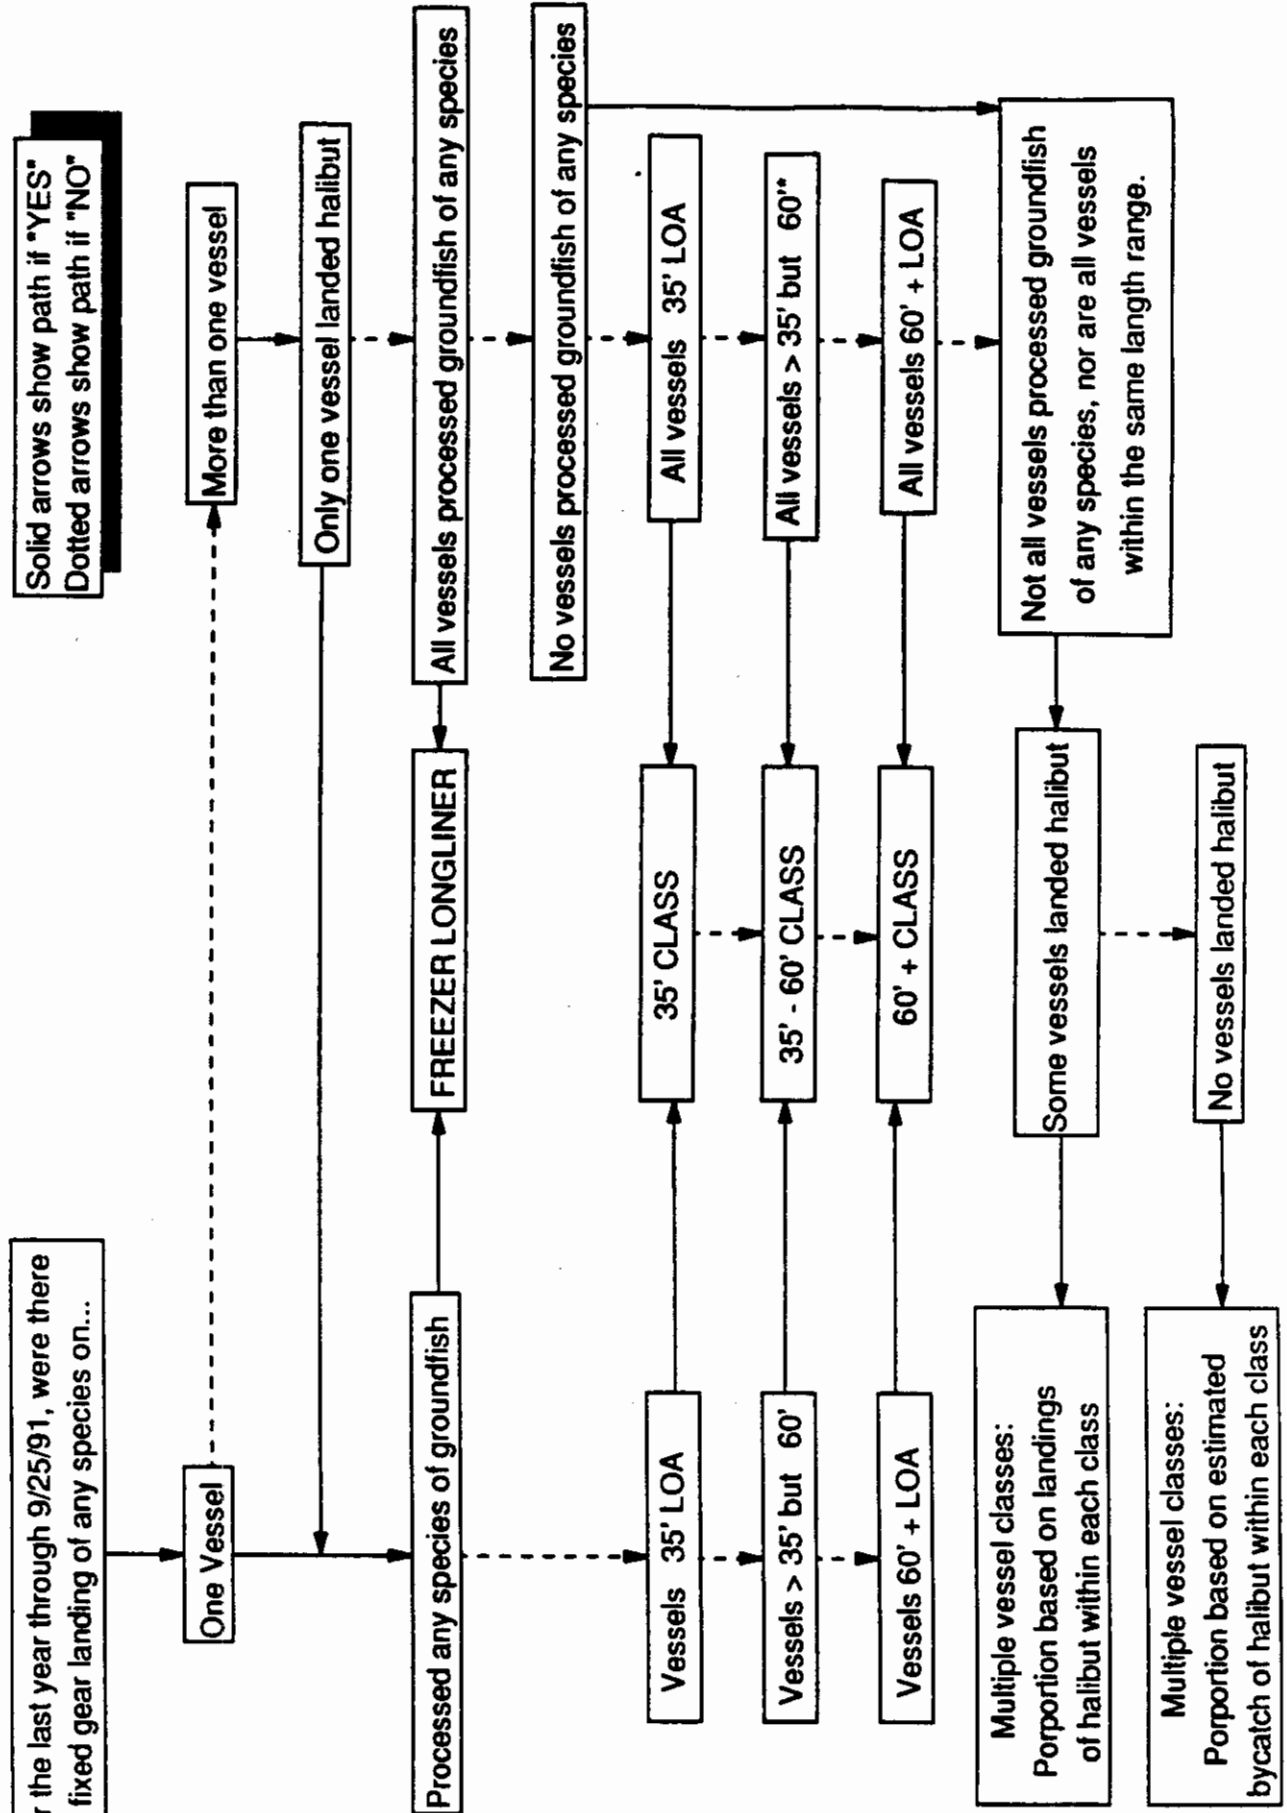 Solid arrows show path if "YES"
Dotted arrows show path if "NO"
r the last year through 9/25/91, were there
fixed gear landing of any species on...
One Vessel
More than one vessel
Only one vessel landed halibut
Processed any species of groundfish
FREEZER LONGLINER
All vessels processed groundfish of any species
No vessels processed groundfish of any species
Vessels 35' LOA
35' CLASS
All vessels 35' LOA
Vessels > 35' but 60'
35' - 60' CLASS
All vessels > 35' but 60'"
Vessels 60' + LOA
60' + CLASS
All vessels 60' + LOA
Not all vessels processed groundfish
of any species, nor are all vessels
within the same langth range.
Some vessels landed halibut
No vessels landed halibut
Multiple vessel classes:
Porportion based on landings
of halibut within each class
Multiple vessel classes:
Porportion based on estimated
bycatch of halibut within each class